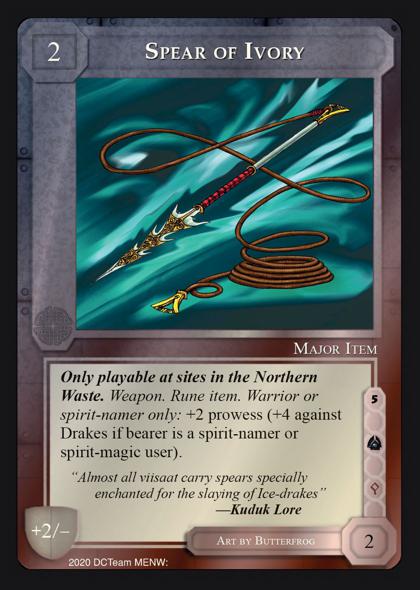 2
Spear of Ivory
Major Item
Only playable at sites in the Northern
Waste. Weapon. Rune item. Warrior or
spirit-namer only: +2 prowess (+4 against
Drakes if bearer is a spirit-namer or
spirit-magic user).
“Almost all viisaat carry spears specially
enchanted for the slaying of Ice-drakes”
—Kuduk Lore
5
+2/–
Art by Butterfrog
2
2020 DCTeam MENW: